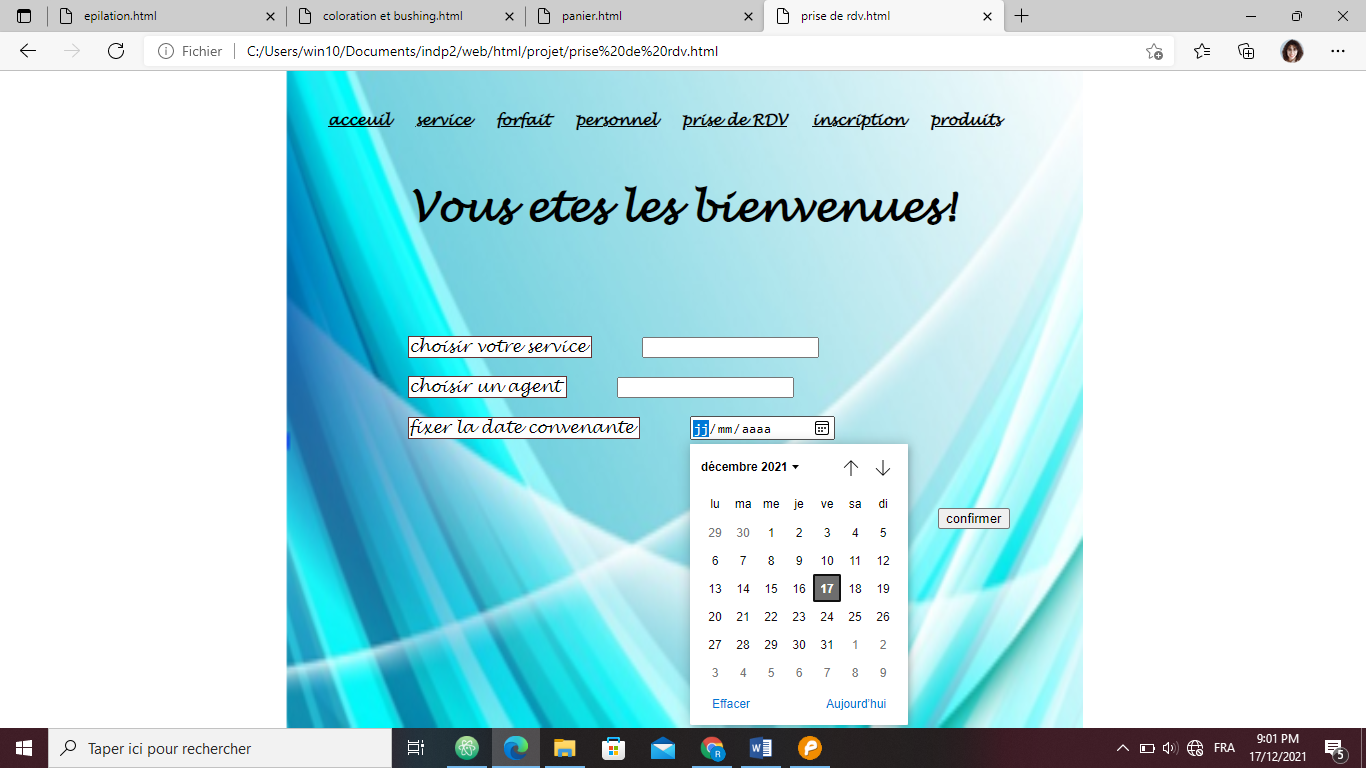 epilation.html
coloration et bushing.html
panier.html
prise de rdv.html
Fichier
C:/Users/win10/Documents/indp2/web/html/projet/prise%20de%20rdv.html
acceuil service forfait personnel prise de RDV inscription produits
Vous etes les bienvenues!
choisir votre service
choisir un agent
fixer la date convenante
jj/mm/aaaa
décembre 2021
lu ma me je ve sa di
29 30 1 2 3 4 5
6 7 8 9 10 11 12
13 14 15 16 17 18 19
20 21 22 23 24 25 26
27 28 29 30 31 1 2
3 4 5 6 7 8 9
Effacer Aujourd'hui
confirmer
Taper ici pour rechercher
R
W
P
FRA
9:01 PM
17/12/2021
5